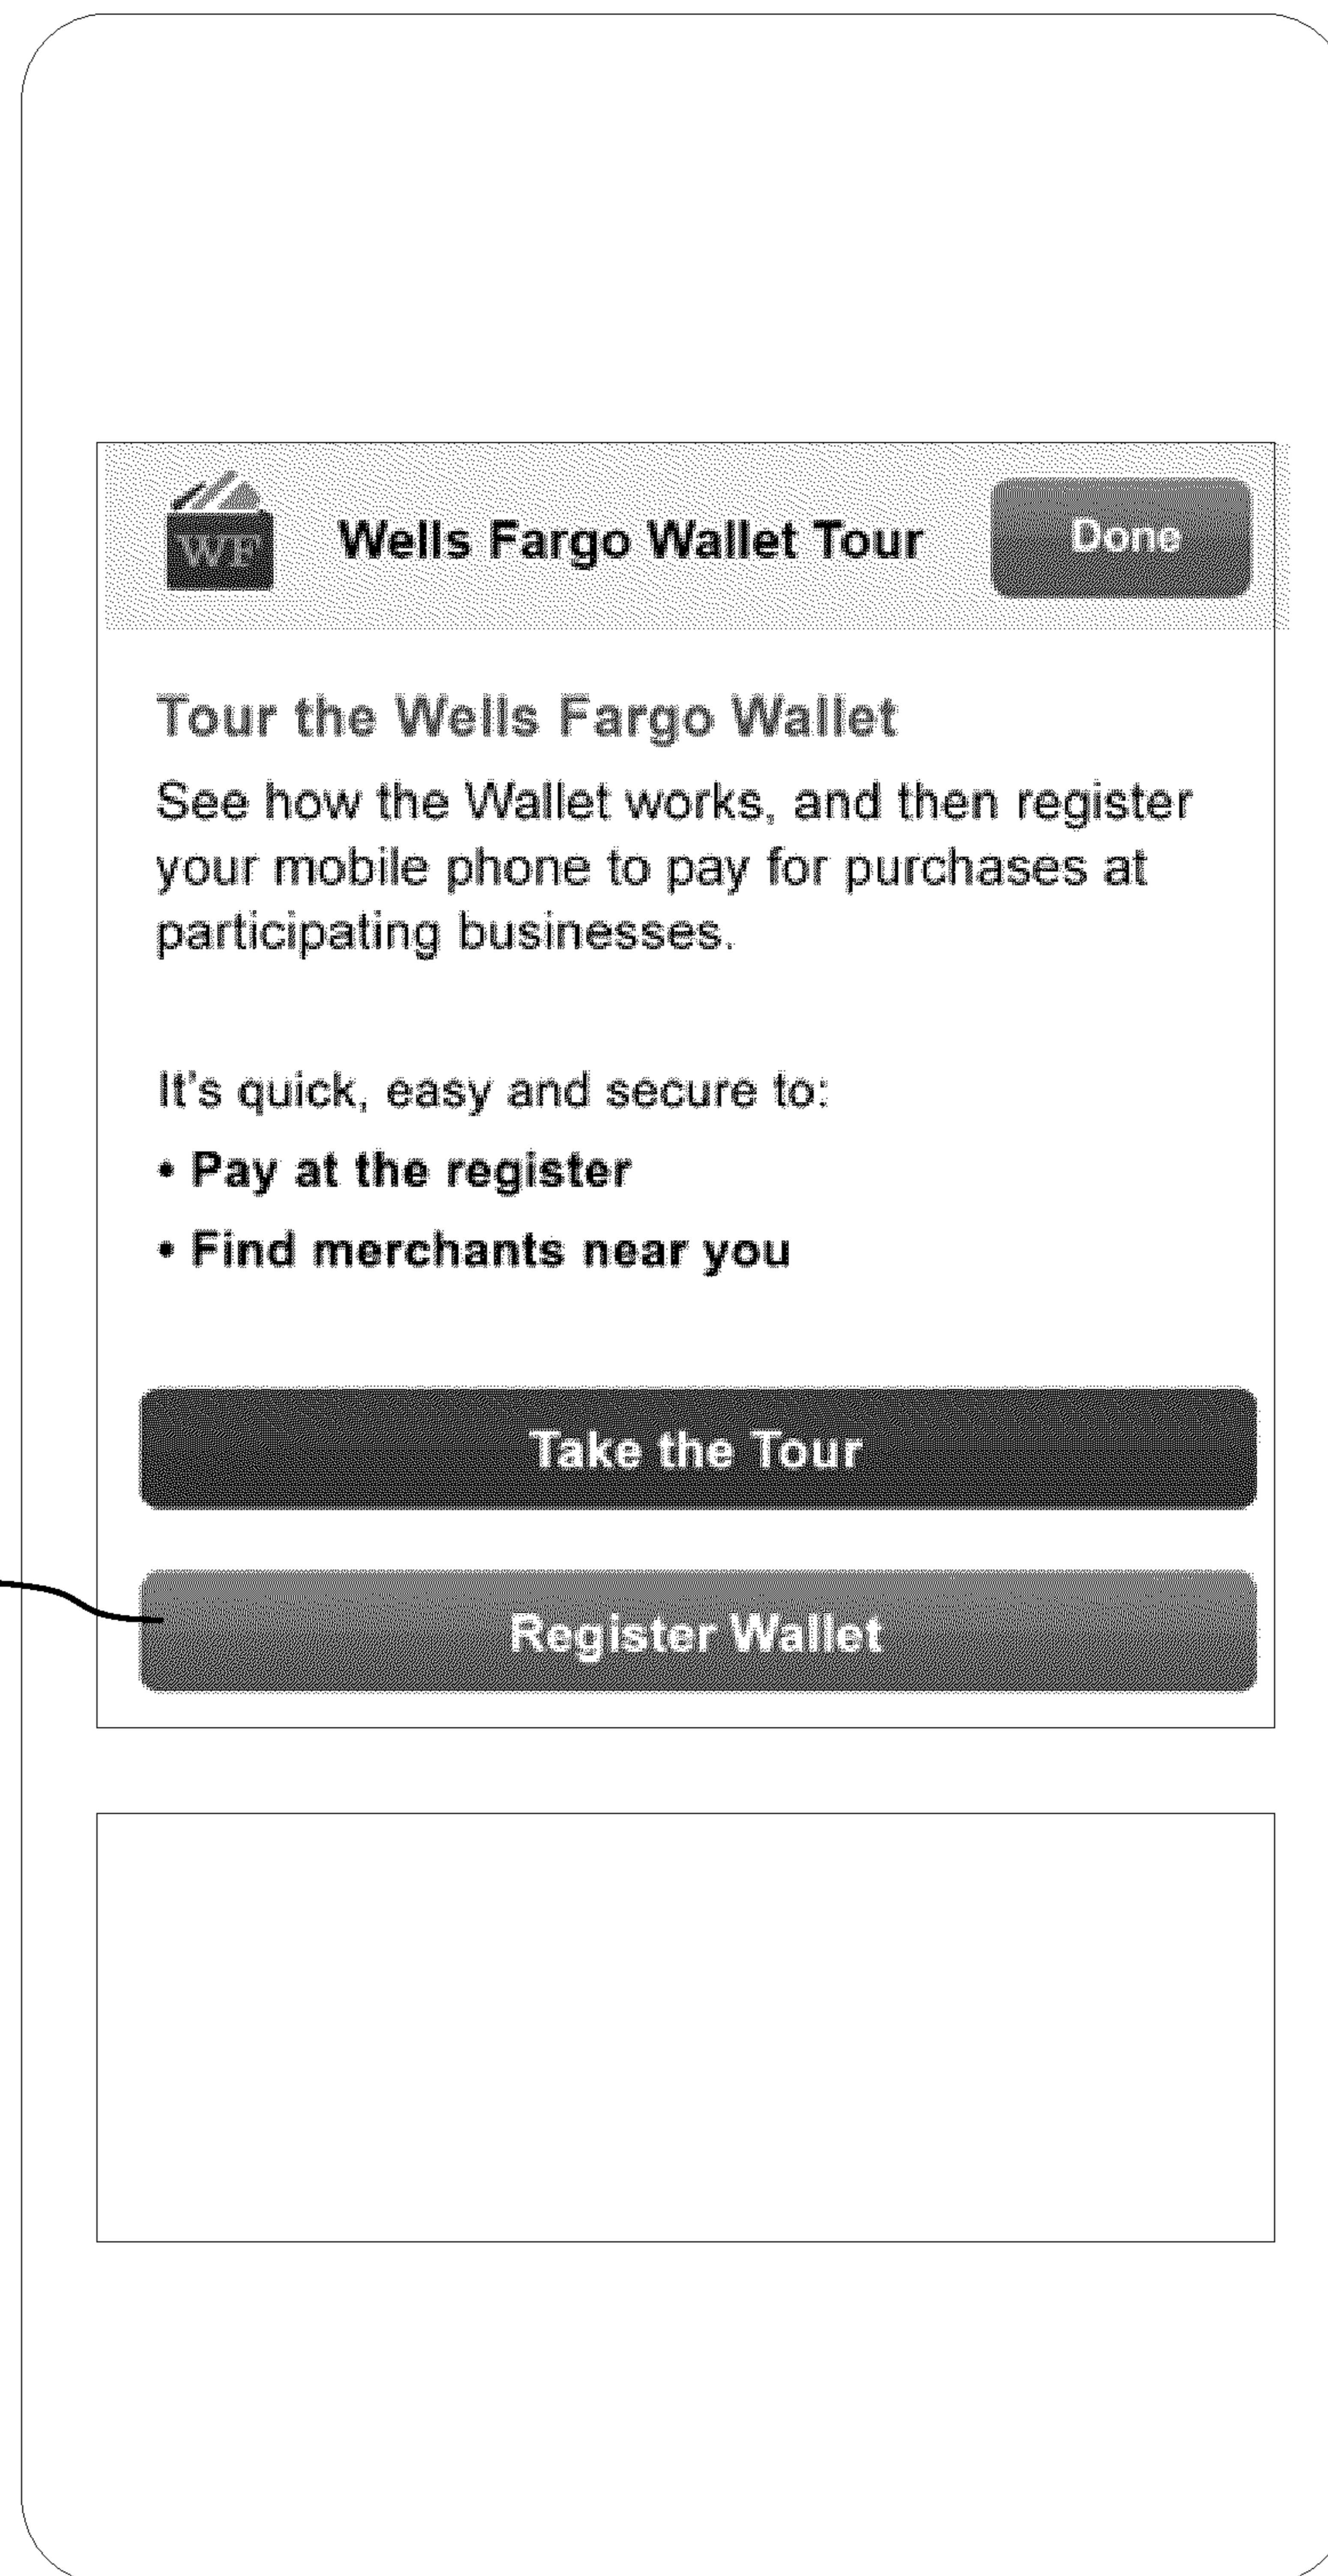 WF
Wells Fargo Wallet Tour
Done
Tour the Wells Fargo Wallet
See how the Wallet works, and then register
your mobile phone to pay for purchases at
participating businesses.
It's quick, easy and secure to:
• Pay at the register
• Find merchants near you
Take the Tour
Register Wallet